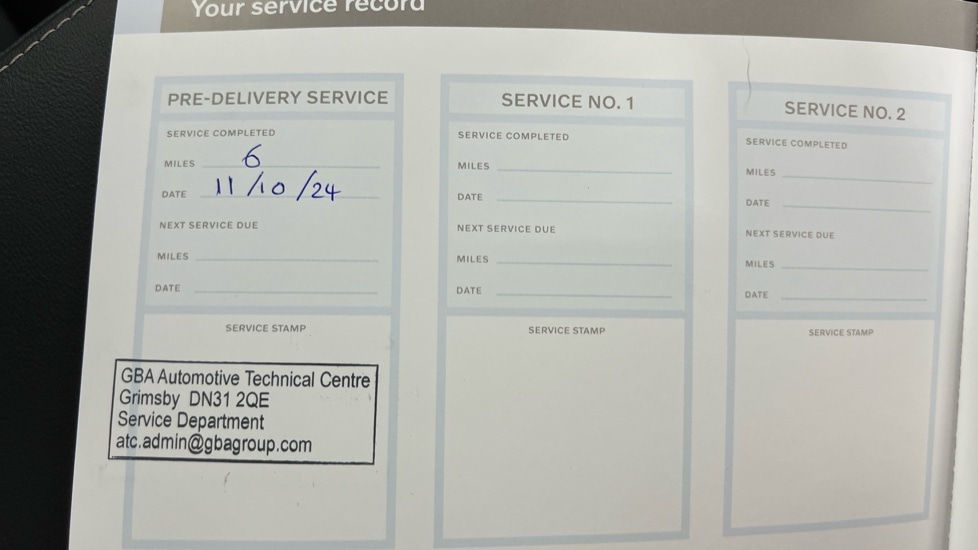 Your service record
PRE-DELIVERY SERVICE
SERVICE COMPLETED
MILES 6
DATE 11/10/24
NEXT SERVICE DUE
MILES
DATE
SERVICE STAMP
GBA Automotive Technical Centre
Grimsby DN31 2QE
Service Department
atc.admin@gbagroup.com
SERVICE NO. 1
SERVICE COMPLETED
MILES
DATE
NEXT SERVICE DUE
MILES
DATE
SERVICE STAMP
SERVICE NO. 2
SERVICE COMPLETED
MILES
DATE
NEXT SERVICE DUE
MILES
DATE
SERVICE STAMP